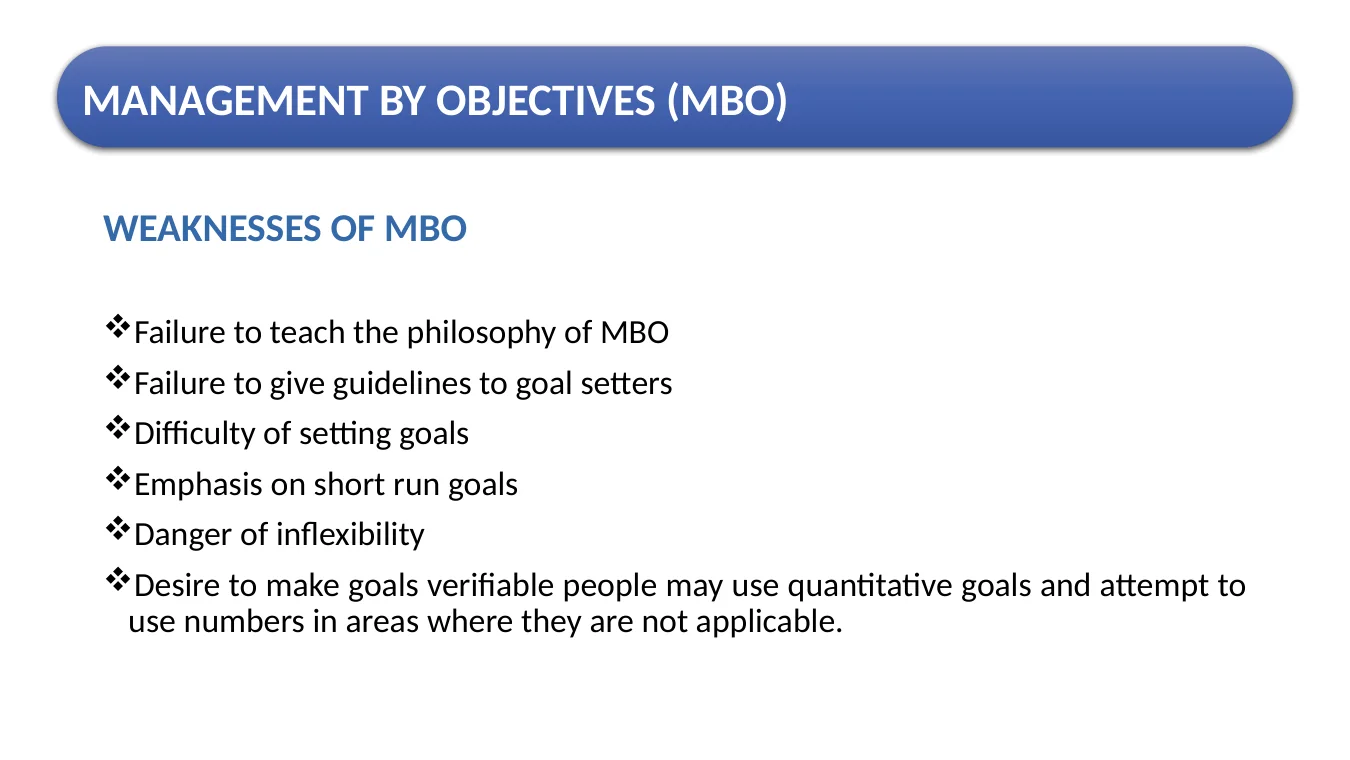 MANAGEMENT BY OBJECTIVES (MBO)
WEAKNESSES OF MBO
❖Failure to teach the philosophy of MBO
❖Failure to give guidelines to goal setters
❖Difficulty of setting goals
❖Emphasis on short run goals
❖Danger of inflexibility
❖Desire to make goals verifiable people may use quantitative goals and attempt to
use numbers in areas where they are not applicable.